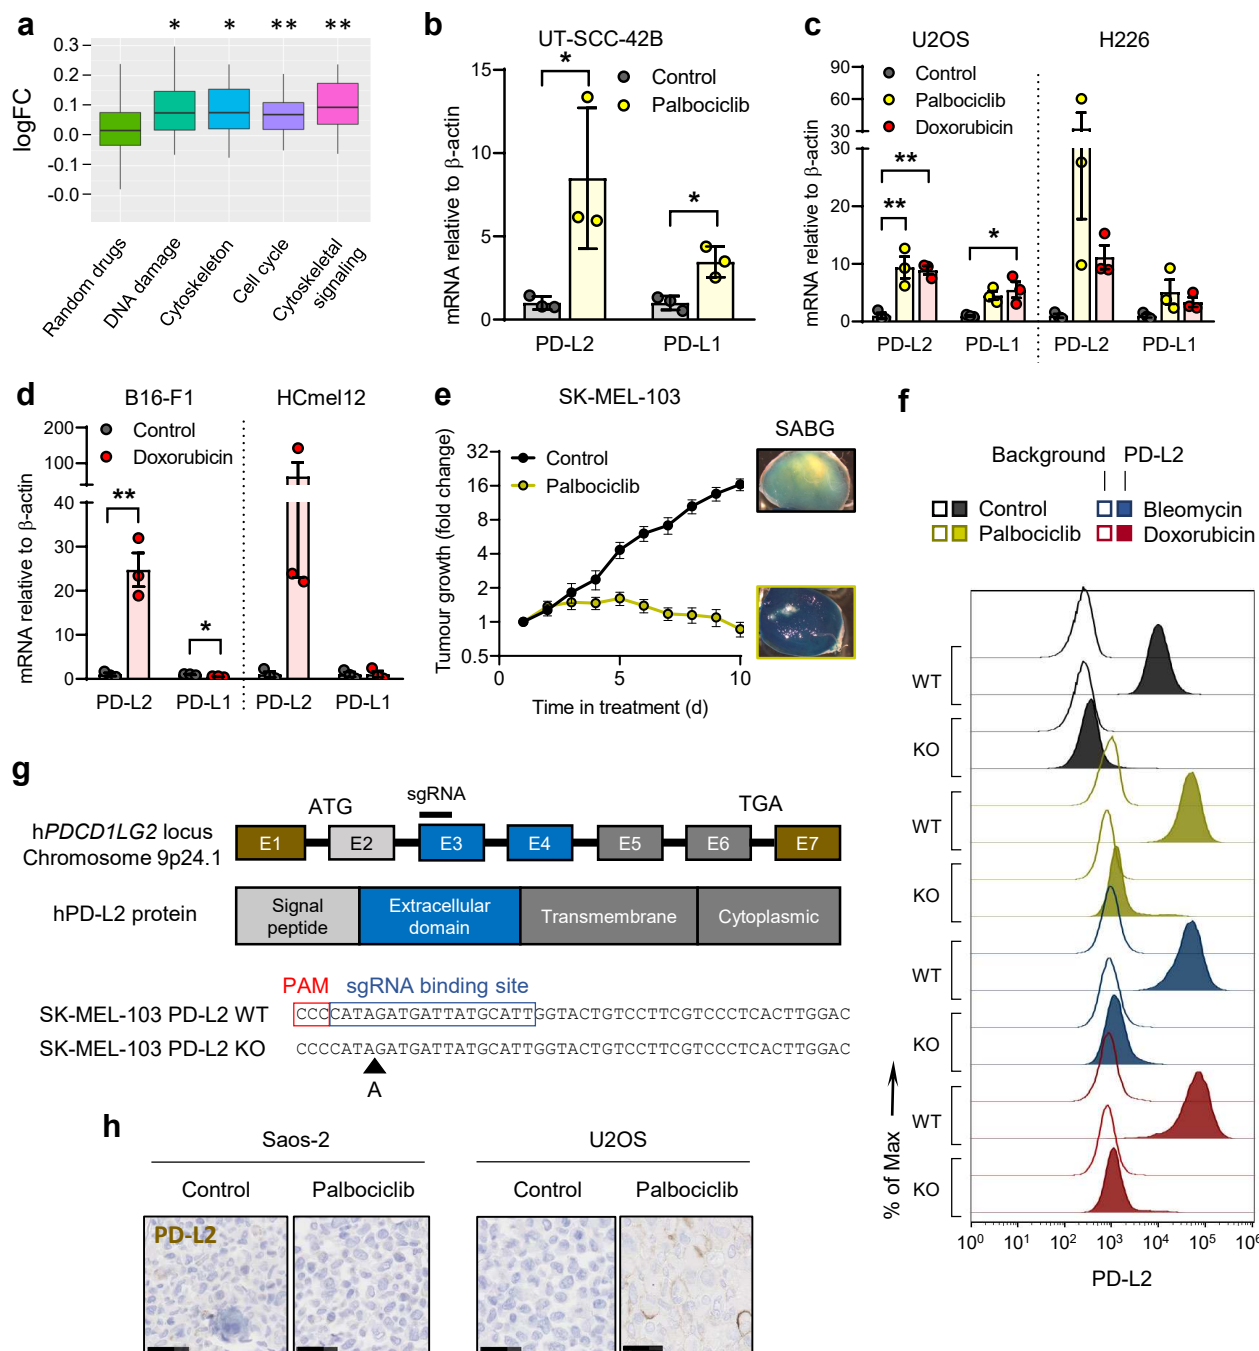 a
logFC
0.3
0.2
0.1
0.0
-0.1
-0.0
* * ** **
Random drugs
DNA damage
Cytoskeleton
Cell cycle
Cytoskeletal
signaling
b
UT-SCC-42B
mRNA relative to β-actin
15
10
5
0
*
*
Control
Palbociclib
PD-L2 PD-L1
c
U2OS H226
mRNA relative to β-actin
90
60
30
30
20
10
0
Control
Palbociclib
Doxorubicin
**
**
*
PD-L2 PD-L1 PD-L2 PD-L1
d
B16-F1 HCmel12
mRNA relative to β-actin
200
100
40
30
20
10
0
Control
Doxorubicin
**
*
PD-L2 PD-L1 PD-L2 PD-L1
e
SK-MEL-103
SABG
Tumour growth (fold change)
32
16
8
4
2
1
0.5
Control
Palbociclib
0 5 10
Time in treatment (d)
f
Background PD-L2
Control Bleomycin
Palbociclib Doxorubicin
WT
KO
WT
KO
WT
KO
WT
KO
% of Max
10⁰ 10¹ 10² 10³ 10⁴ 10⁵ 10⁶
PD-L2
g
sgRNA
ATG TGA
hPDCD1LG2 locus
Chromosome 9p24.1
E1 E2 E3 E4 E5 E6 E7
hPD-L2 protein
Signal
peptide
Extracellular
domain
Transmembrane
Cytoplasmic
PAM sgRNA binding site
SK-MEL-103 PD-L2 WT CCCCATAGATGATTATGCATTGGTACTGTCCTTCGTCCCTCACTTGGAC
SK-MEL-103 PD-L2 KO CCCCATAGATGATTATGCATTGGTACTGTCCTTCGTCCCTCACTTGGAC
A
h
Saos-2 U2OS
Control Palbociclib Control Palbociclib
PD-L2